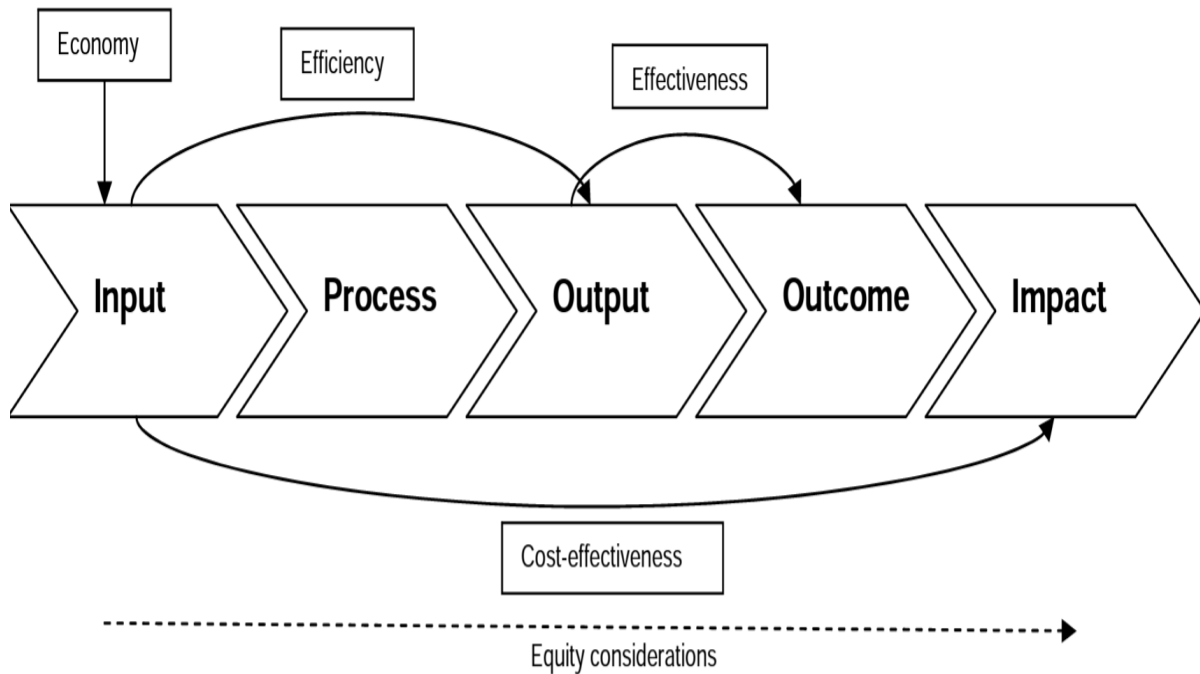 Economy
Efficiency
Effectiveness
Input
Process
Output
Outcome
Impact
Cost-effectiveness
Equity considerations